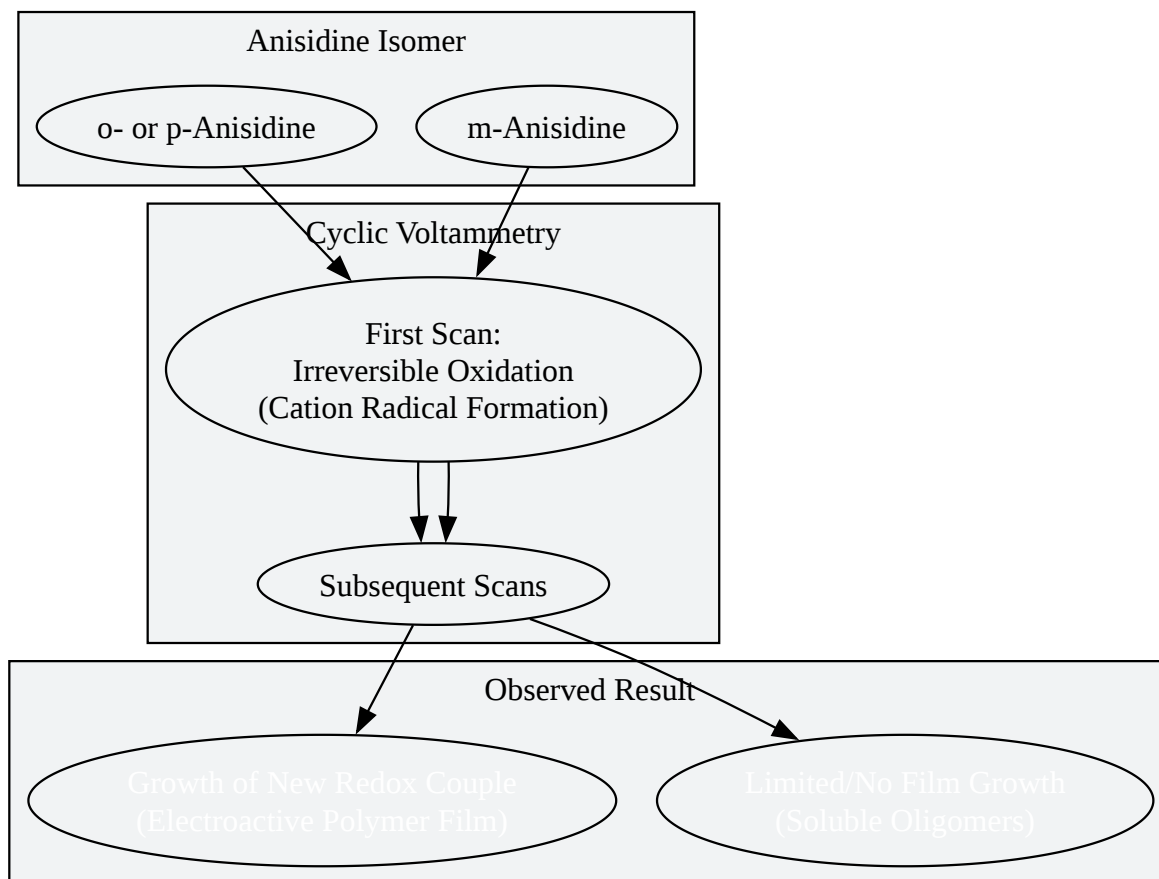 Anisidine Isomer
o- or p-Anisidine
m-Anisidine
Cyclic Voltammetry
First Scan:
Irreversible Oxidation
(Cation Radical Formation)
Subsequent Scans
Observed Result
Growth of New Redox Couple
(Electroactive Polymer Film)
Limited/No Film Growth
(Soluble Oligomers)